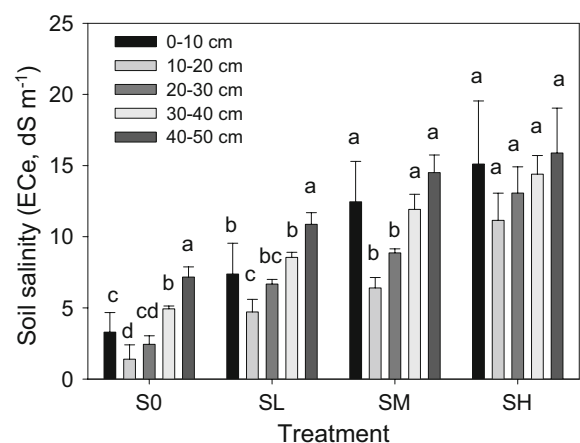 Soil salinity (ECe, dS m⁻¹)
25
20
15
10
5
0
0-10 cm
10-20 cm
20-30 cm
30-40 cm
40-50 cm
c d cd b a
b c bc b a
a b b a a
a a a a a
S0 SL SM SH
Treatment